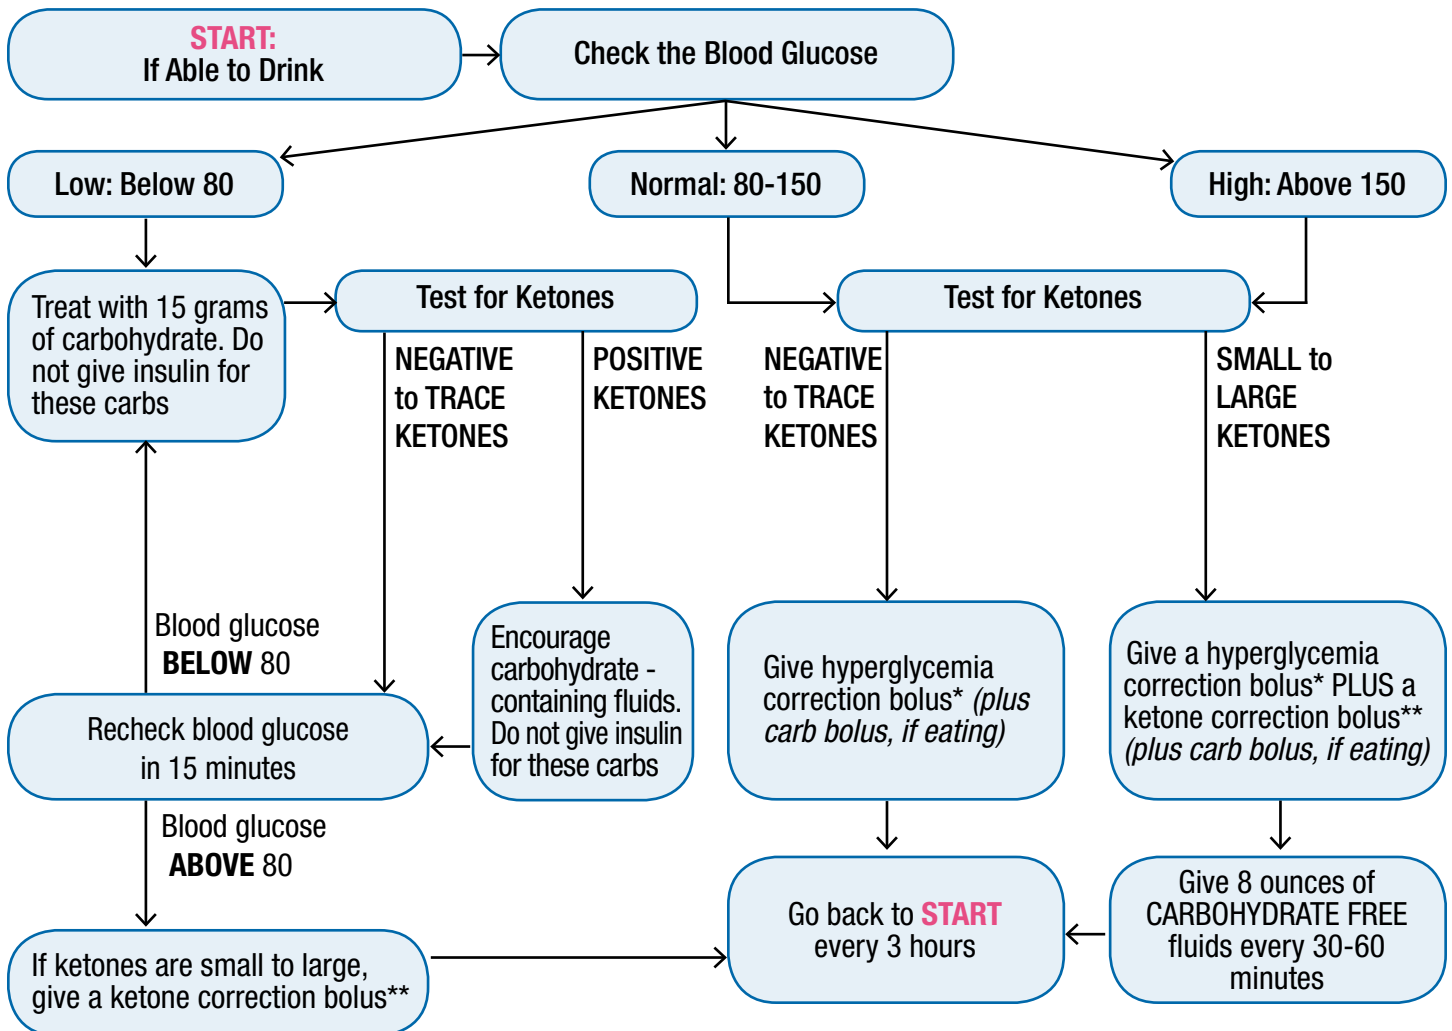 START:
If Able to Drink
Check the Blood Glucose
Low: Below 80
Normal: 80-150
High: Above 150
Treat with 15 grams
of carbohydrate. Do
not give insulin for
these carbs
Test for Ketones
Test for Ketones
NEGATIVE
to TRACE
KETONES
POSITIVE
KETONES
NEGATIVE
to TRACE
KETONES
SMALL to
LARGE
KETONES
Blood glucose
BELOW 80
Encourage
carbohydrate -
containing fluids.
Do not give insulin
for these carbs
Give hyperglycemia
correction bolus* (plus
carb bolus, if eating)
Give a hyperglycemia
correction bolus* PLUS a
ketone correction bolus**
(plus carb bolus, if eating)
Recheck blood glucose
in 15 minutes
Blood glucose
ABOVE 80
If ketones are small to large,
give a ketone correction bolus**
Go back to START
every 3 hours
Give 8 ounces of
CARBOHYDRATE FREE
fluids every 30-60
minutes